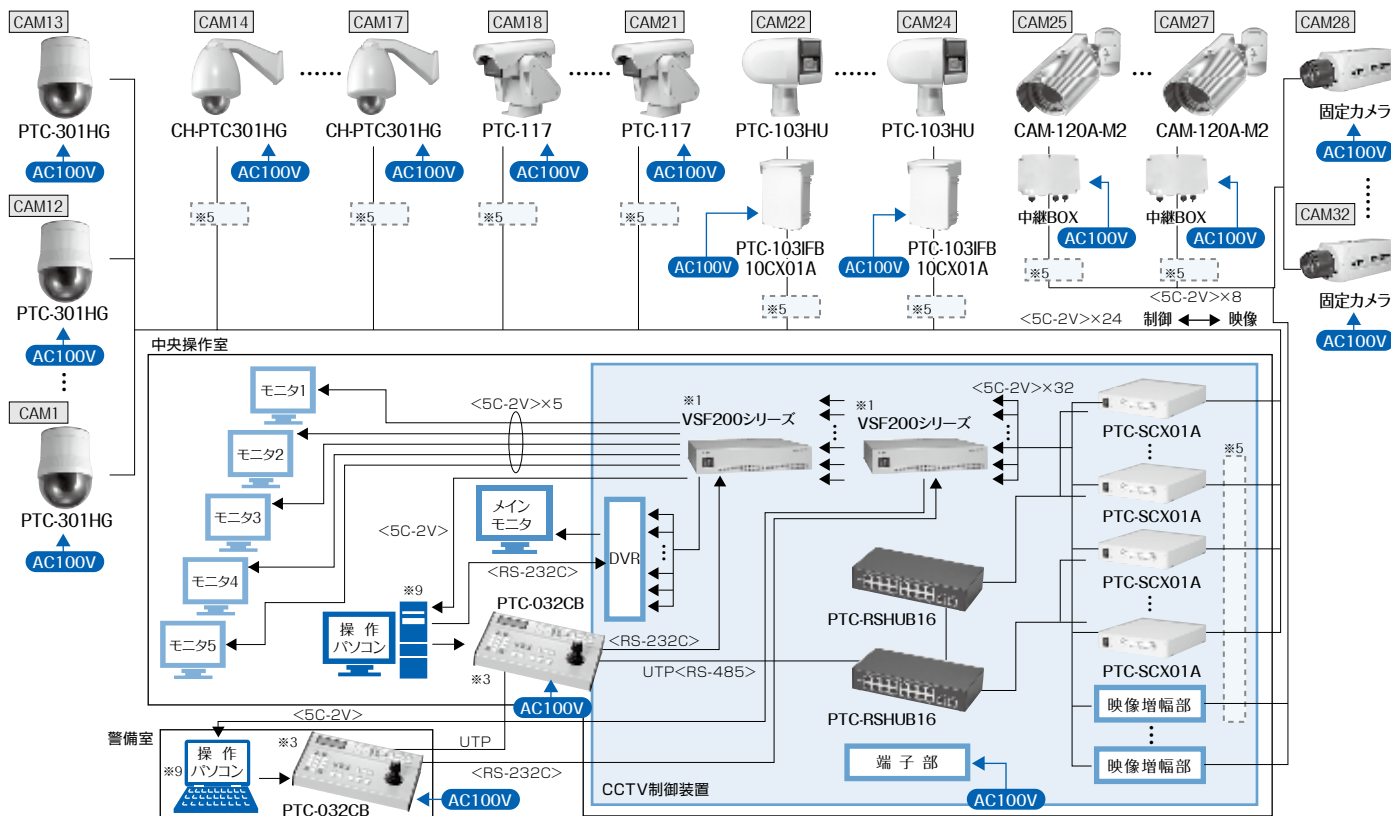 CAM13
CAM14
CAM17
CAM18
CAM21
CAM22
CAM24
CAM25
CAM27
CAM28
PTC-301HG
CH-PTC301HG
CH-PTC301HG
PTC-117
PTC-117
PTC-103HU
PTC-103HU
CAM-120A-M2
CAM-120A-M2
固定カメラ
AC100V
AC100V
AC100V
AC100V
AC100V
AC100V
CAM12
※5
※5
※5
※5
中継BOX
中継BOX
CAM32
AC100V
AC100V
PTC-103IFB
10CX01A
PTC-103IFB
10CX01A
AC100V
AC100V
※5
※5
PTC-301HG
※5
※5
固定カメラ
AC100V
<5C-2V>×8
<5C-2V>×24
制御
映像
AC100V
CAM1
PTC-301HG
AC100V
中央操作室
モニタ1
モニタ2
モニタ3
モニタ4
モニタ5
<5C-2V>×5
※1
VSF200シリーズ
※1
VSF200シリーズ
<5C-2V>×32
PTC-SCX01A
※5
PTC-SCX01A
PTC-SCX01A
PTC-SCX01A
メイン
モニタ
<5C-2V>
DVR
<RS-232C>
※9
PTC-032CB
操作
パソコン
※3
AC100V
<RS-232C>
UTP<RS-485>
PTC-RSHUB16
PTC-RSHUB16
映像増幅部
映像増幅部
端子部
AC100V
CCTV制御装置
<5C-2V>
警備室
UTP
※3
操作
パソコン
※9
<RS-232C>
AC100V
PTC-032CB